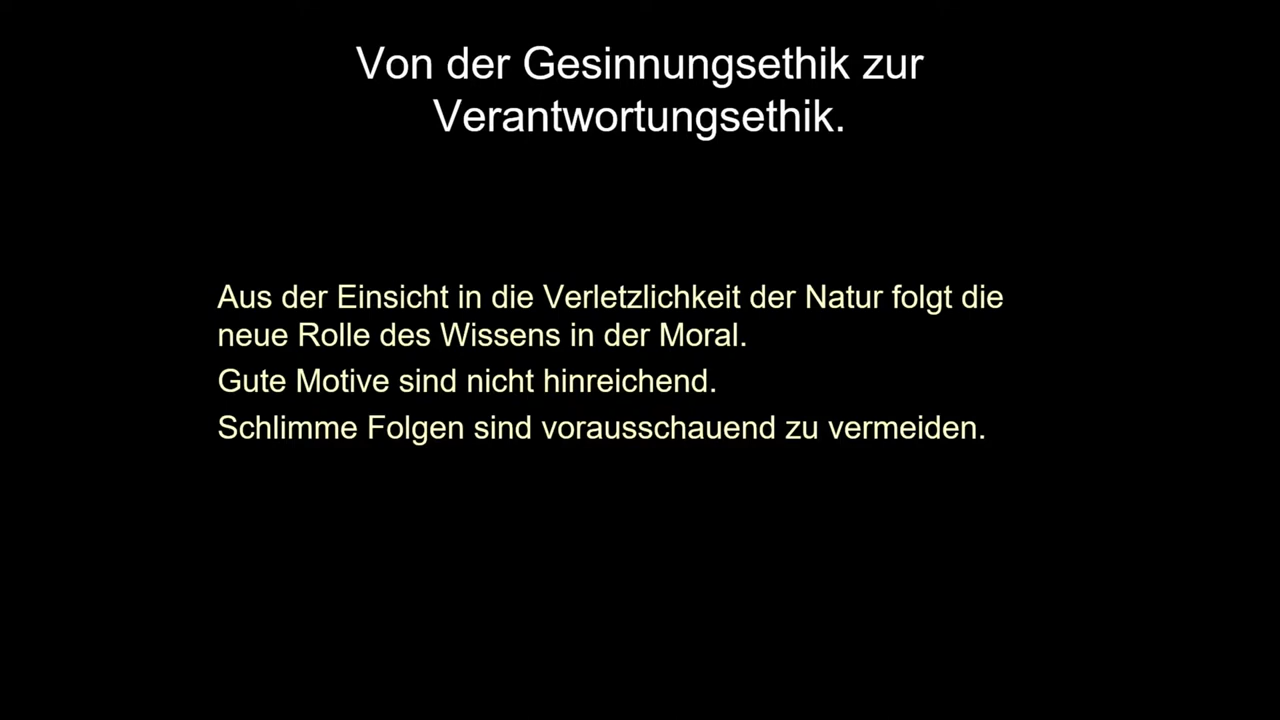 Von der Gesinnungsethik zur
Verantwortungsethik.
Aus der Einsicht in die Verletzlichkeit der Natur folgt die
neue Rolle des Wissens in der Moral.
Gute Motive sind nicht hinreichend.
Schlimme Folgen sind vorausschauend zu vermeiden.